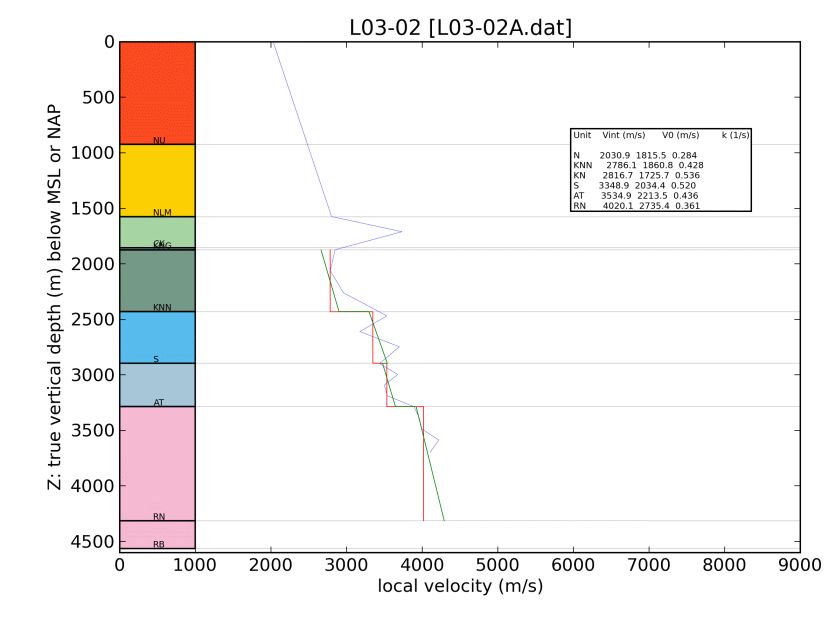 L03-02 [L03-02A.dat]
0
500
1000
1500
2000
2500
3000
3500
4000
4500
Z: true vertical depth (m) below MSL or NAP
NU
NLM
KNN
S
AT
RN
RB
Unit Vint (m/s) V0 (m/s) k (1/s)
N 2030.9 1815.5 0.284
KNN 2786.1 1860.8 0.428
KN 2816.7 1725.7 0.536
S 3348.9 2034.4 0.520
AT 3534.9 2213.5 0.436
RN 4020.1 2735.4 0.361
0 1000 2000 3000 4000 5000 6000 7000 8000 9000
local velocity (m/s)